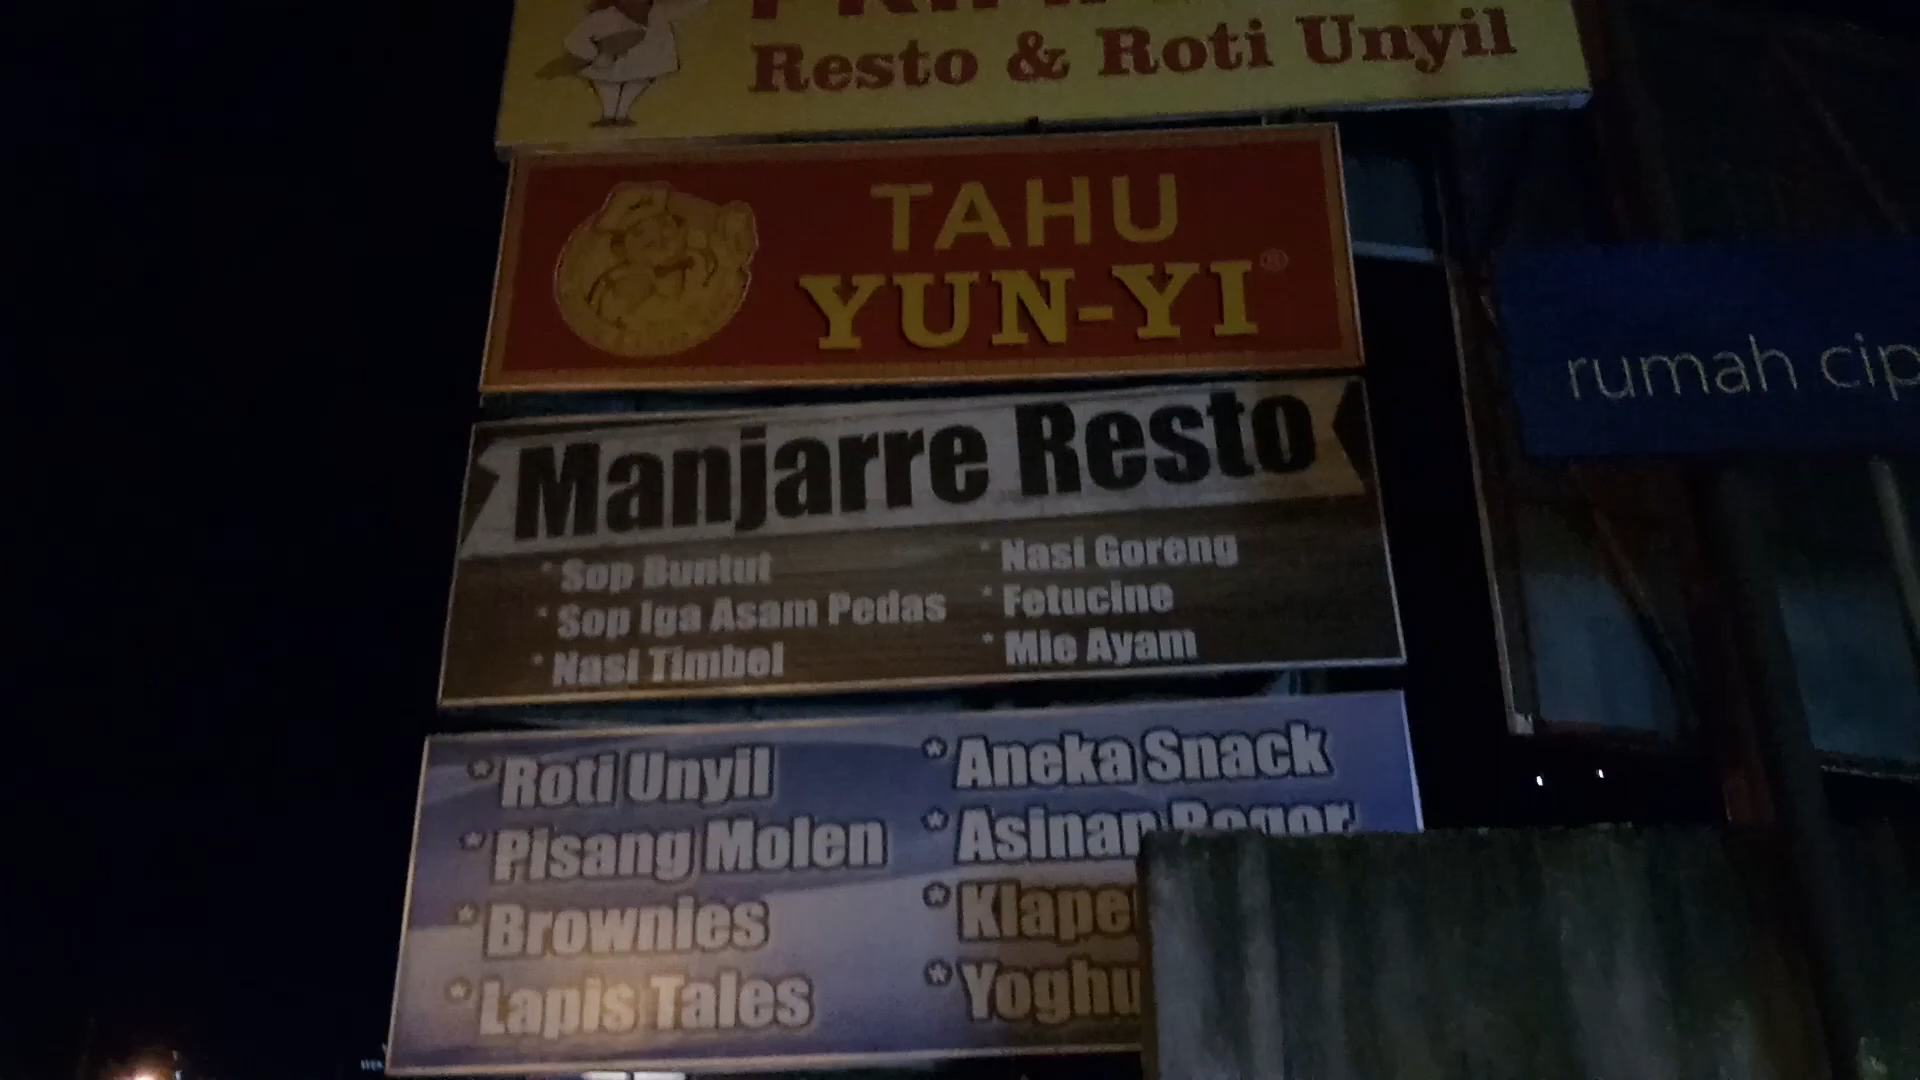 Resto & Roti Unyil
TAHU
YUN-YI®
rumah cip
Manjarre Resto
* Sop Buntut
* Sop Iga Asam Pedas
* Nasi Timbel
* Nasi Goreng
* Fetucine
* Mie Ayam
* Roti Unyil
* Pisang Molen
* Brownies
* Lapis Tales
* Aneka Snack
* Asinan Bogor
* Klape
* Yoghu